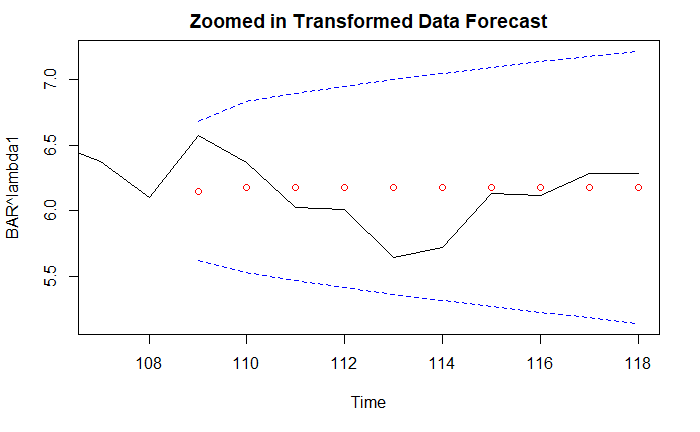 Zoomed in Transformed Data Forecast
BAR^lambda1
7.0
6.5
6.0
5.5
108 110 112 114 116 118
Time